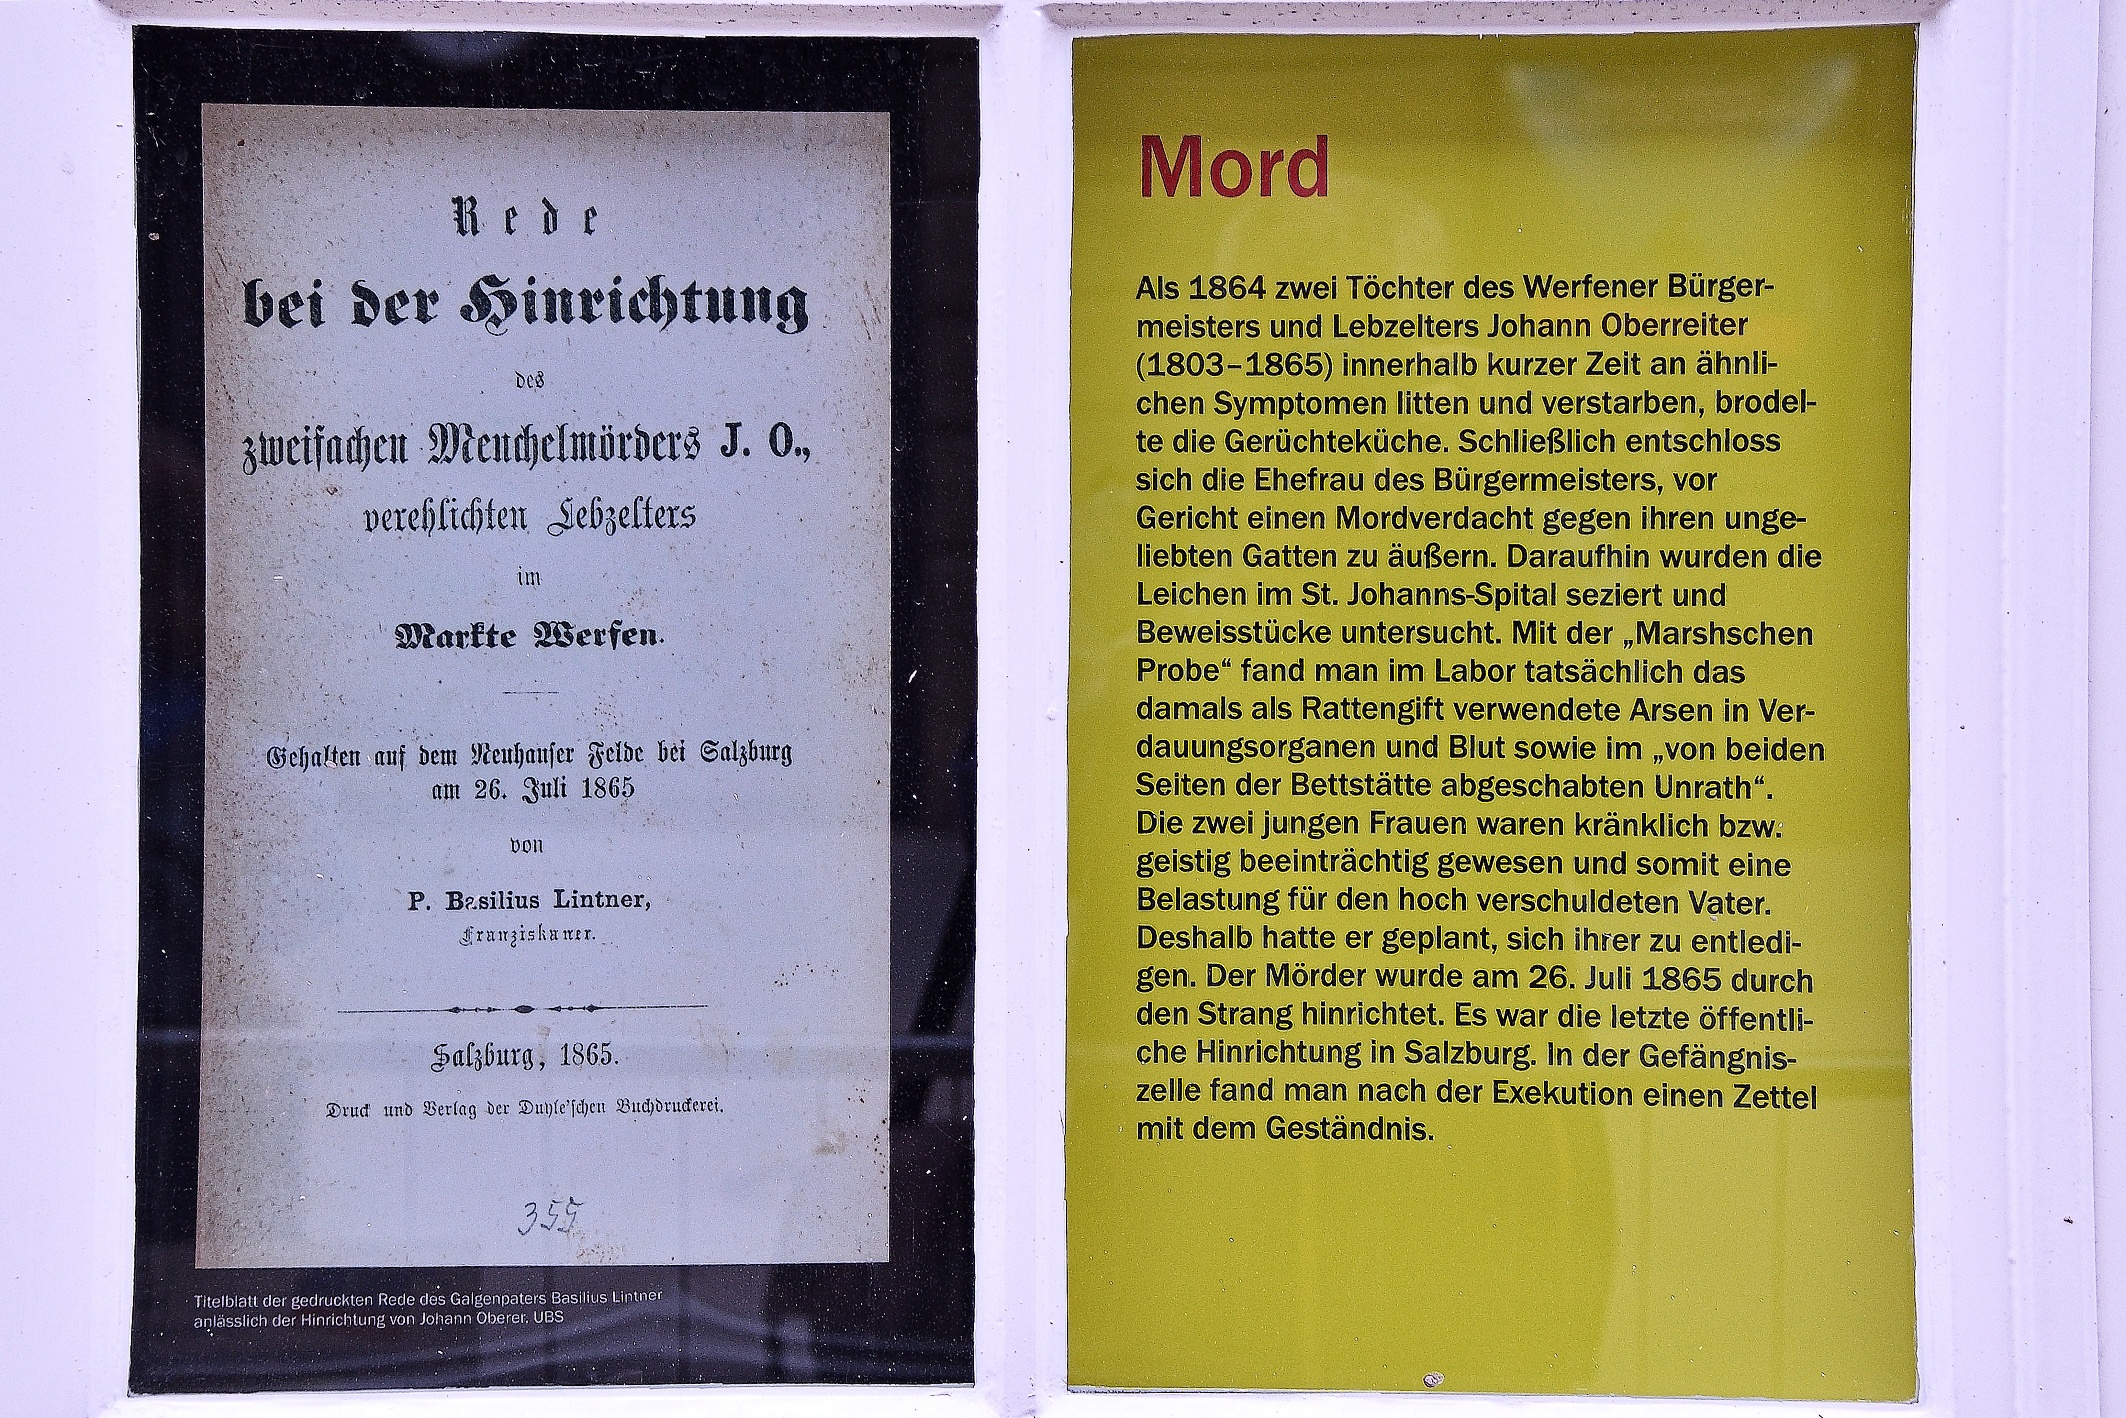 Rede
bei der Hinrichtung
des
zweifachen Meuchelmörders J. O.,
verehlichten Lebzelters
im
Markte Werfen.
Gehalten auf dem Neuhauser Felde bei Salzburg
am 26. Juli 1865
von
P. Basilius Lintner,
Franziskaner.
Salzburg, 1865.
Druck und Verlag der Duyle'schen Buchdruckerei.
355
Titelblatt der gedruckten Rede des Galgenpaters Basilius Lintner
anlässlich der Hinrichtung von Johann Oberer, UBS
Mord
Als 1864 zwei Töchter des Werfener Bürger-
meisters und Lebzelters Johann Oberreiter
(1803–1865) innerhalb kurzer Zeit an ähnli-
chen Symptomen litten und verstarben, brodel-
te die Gerüchteküche. Schließlich entschloss
sich die Ehefrau des Bürgermeisters, vor
Gericht einen Mordverdacht gegen ihren unge-
liebten Gatten zu äußern. Daraufhin wurden die
Leichen im St. Johanns-Spital seziert und
Beweisstücke untersucht. Mit der „Marshschen
Probe“ fand man im Labor tatsächlich das
damals als Rattengift verwendete Arsen in Ver-
dauungsorganen und Blut sowie im „von beiden
Seiten der Bettstätte abgeschabten Unrath“.
Die zwei jungen Frauen waren kränklich bzw.
geistig beeinträchtig gewesen und somit eine
Belastung für den hoch verschuldeten Vater.
Deshalb hatte er geplant, sich ihrer zu entledi-
gen. Der Mörder wurde am 26. Juli 1865 durch
den Strang hinrichtet. Es war die letzte öffentli-
che Hinrichtung in Salzburg. In der Gefängnis-
zelle fand man nach der Exekution einen Zettel
mit dem Geständnis.